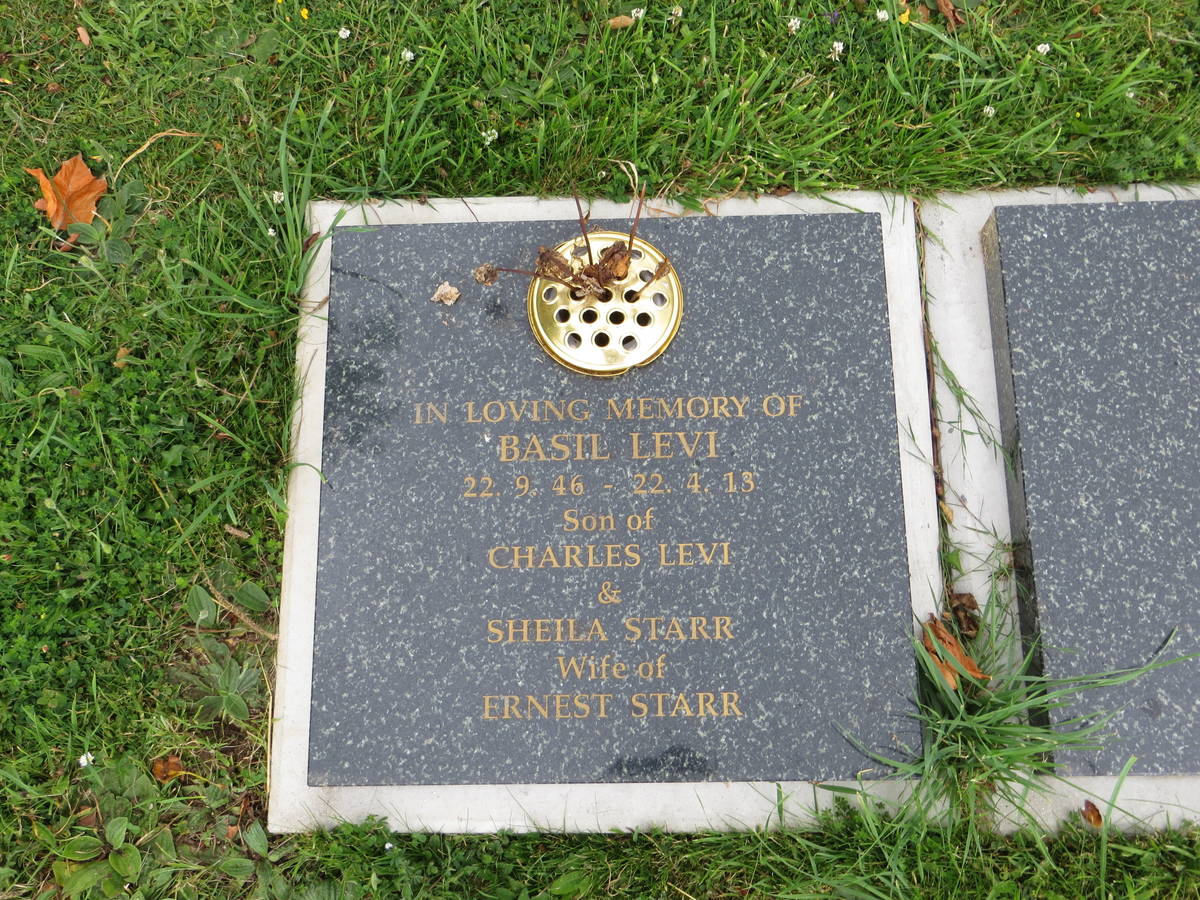 IN LOVING MEMORY OF
BASIL LEVI
22. 9. 46 - 22. 4. 13
Son of
CHARLES LEVI
&
SHEILA STARR
Wife of
ERNEST STARR